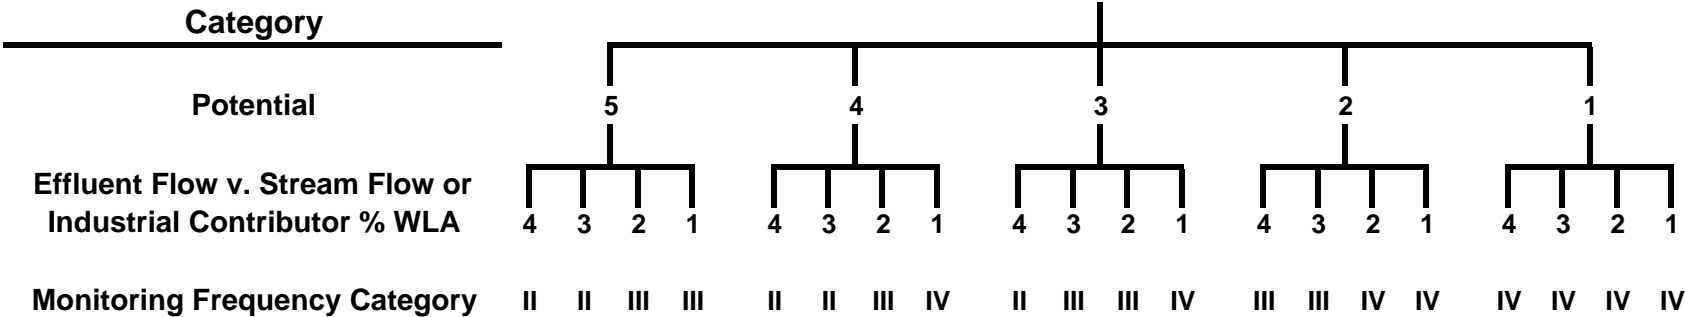 Category
Potential 5 4 3 2 1
Effluent Flow v. Stream Flow or
Industrial Contributor % WLA 4 3 2 1 4 3 2 1 4 3 2 1 4 3 2 1 4 3 2 1
Monitoring Frequency Category II II III III II II III IV II III III IV III III IV IV IV IV IV IV